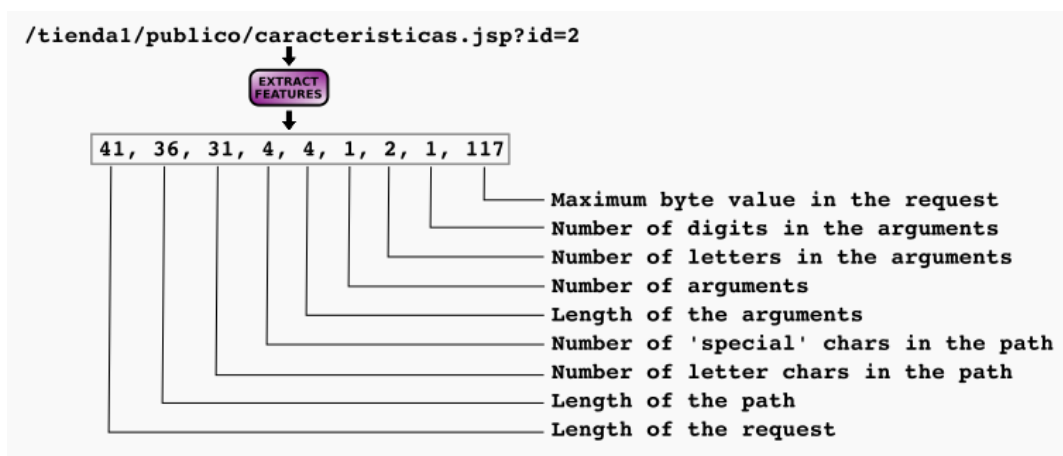 /tienda1/publico/caracteristicas.jsp?id=2
EXTRACT
FEATURES
41, 36, 31, 4, 4, 1, 2, 1, 117
Maximum byte value in the request
Number of digits in the arguments
Number of letters in the arguments
Number of arguments
Length of the arguments
Number of 'special' chars in the path
Number of letter chars in the path
Length of the path
Length of the request